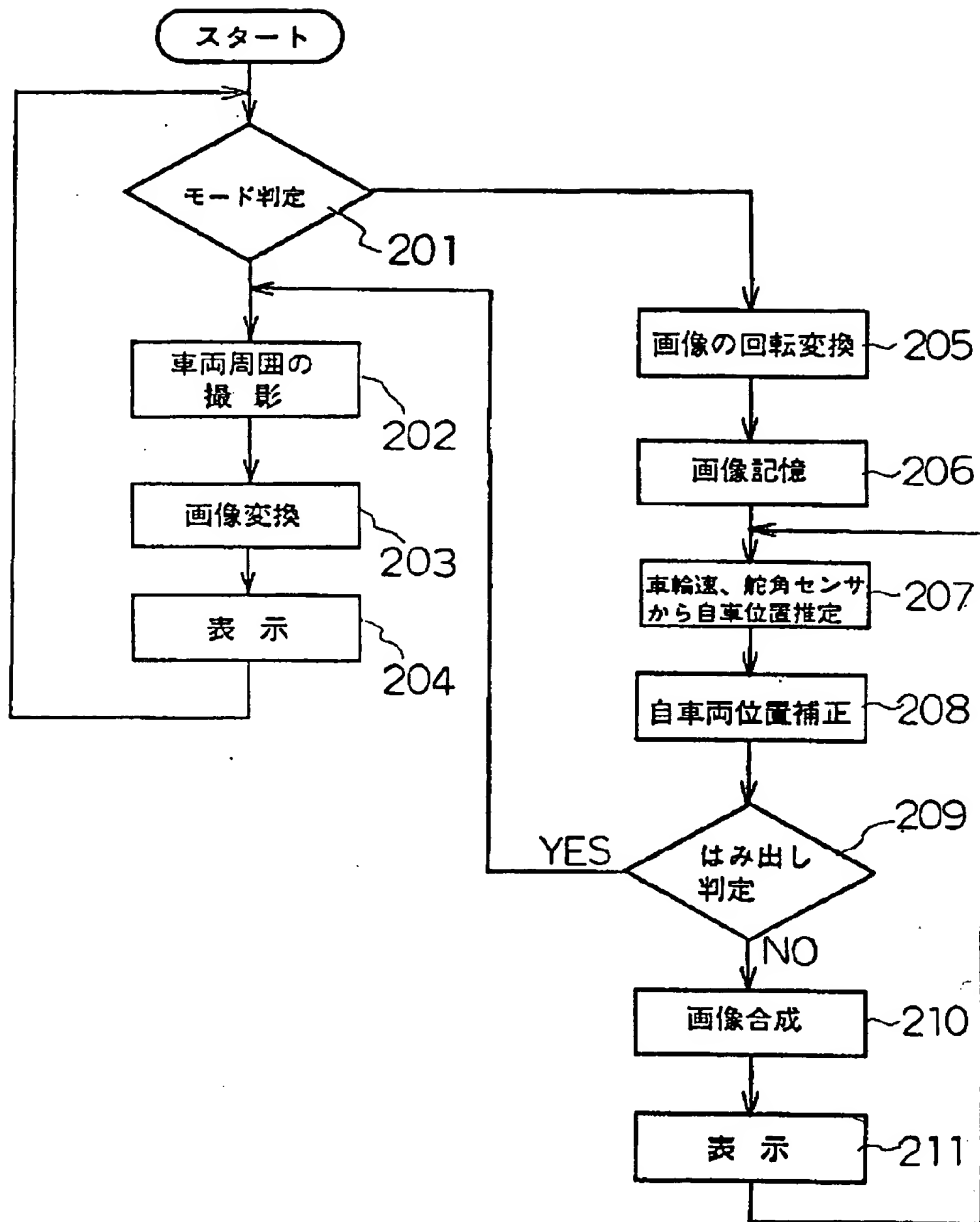 スタート
モード判定
201
車両周囲の
撮影
202
画像変換
203
表示
204
画像の回転変換
205
画像記憶
206
車輪速、舵角センサ
から自車位置推定
207
自車両位置補正
208
はみ出し
判定
209
YES
NO
画像合成
210
表示
211